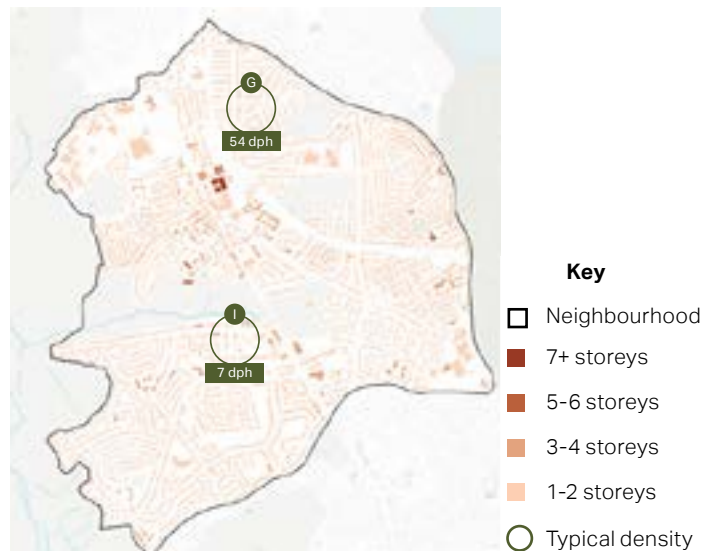 G
54 dph
I
7 dph
Key
Neighbourhood
7+ storeys
5-6 storeys
3-4 storeys
1-2 storeys
Typical density